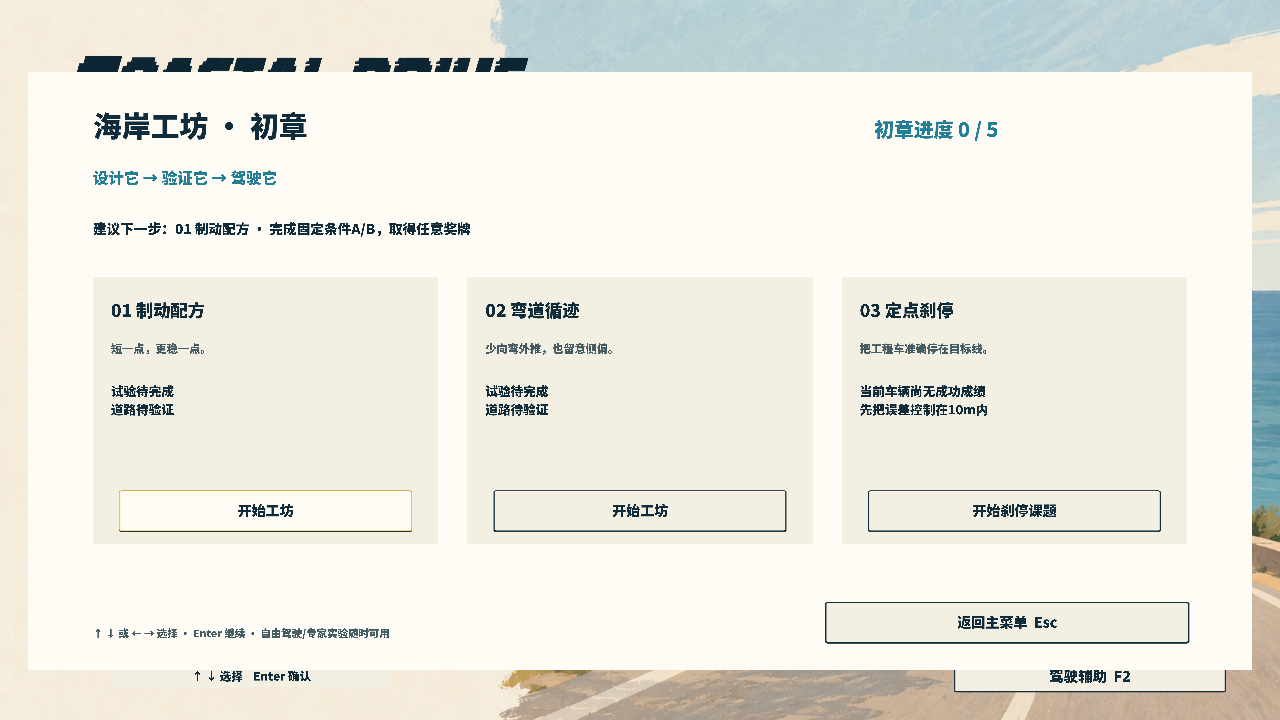 海岸工坊 · 初章
初章进度 0 / 5
设计它 → 验证它 → 驾驶它
建议下一步：01 制动配方 · 完成固定条件A/B，取得任意奖牌
01 制动配方
短一点，更稳一点。
试验待完成
道路待验证
开始工坊
02 弯道循迹
少向弯外推，也留意侧偏。
试验待完成
道路待验证
开始工坊
03 定点刹停
把工程车准确停在目标线。
当前车辆尚无成功成绩
先把误差控制在10m内
开始刹停课题
↑ ↓ 或 ← → 选择 · Enter 继续 · 自由驾驶/专家实验随时可用
返回主菜单 Esc
↑ ↓ 选择 Enter 确认
驾驶辅助 F2